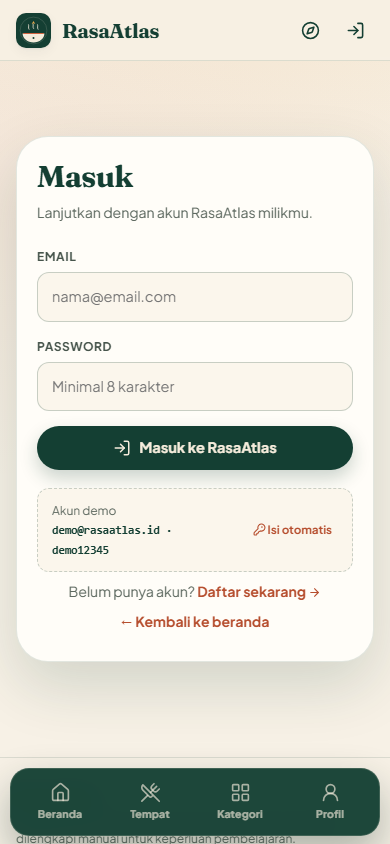 RasaAtlas
Masuk
Lanjutkan dengan akun RasaAtlas milikmu.
EMAIL
nama@email.com
PASSWORD
Minimal 8 karakter
Masuk ke RasaAtlas
Akun demo
demo@rasaatlas.id ·
demo12345
Isi otomatis
Belum punya akun? Daftar sekarang →
← Kembali ke beranda
Beranda
Tempat
Kategori
Profil
dilengkapi manual untuk keperluan pembelajaran.